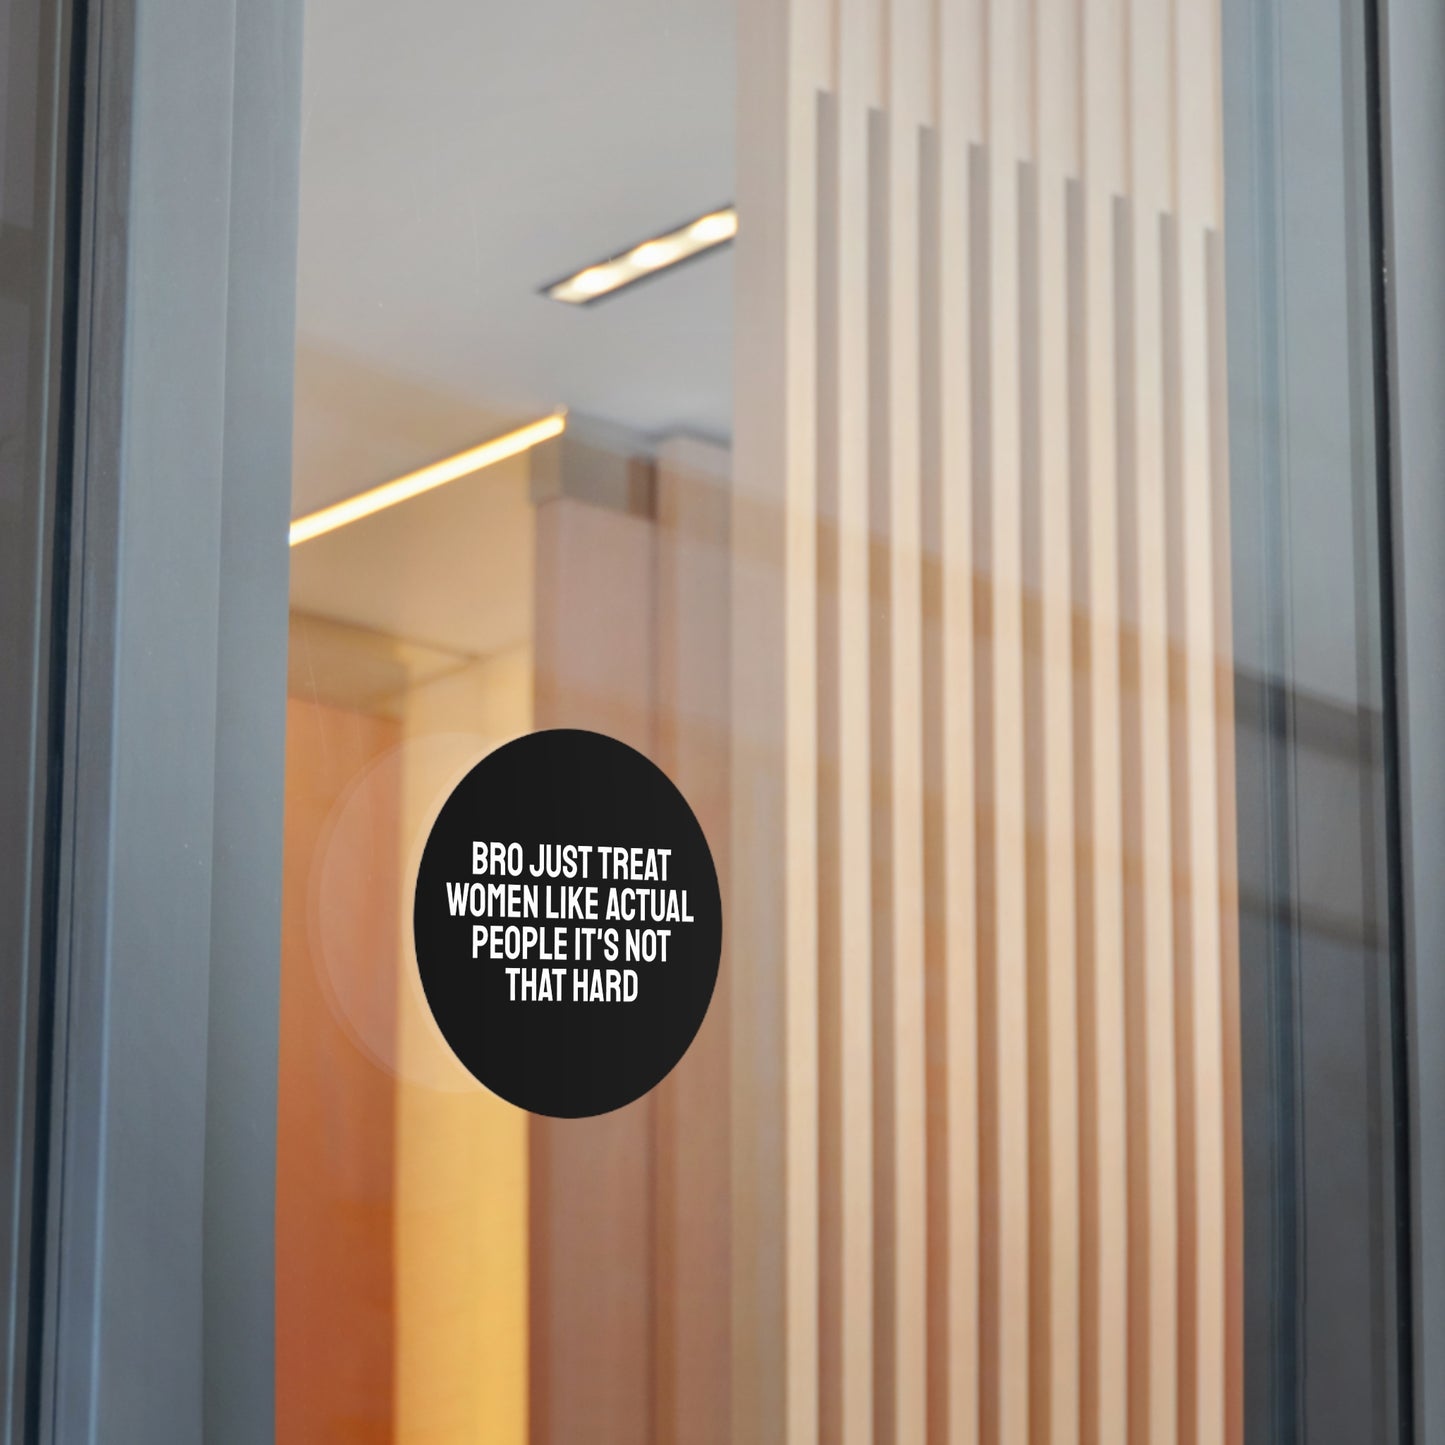 BRO JUST TREAT
WOMEN LIKE ACTUAL
PEOPLE IT'S NOT
THAT HARD